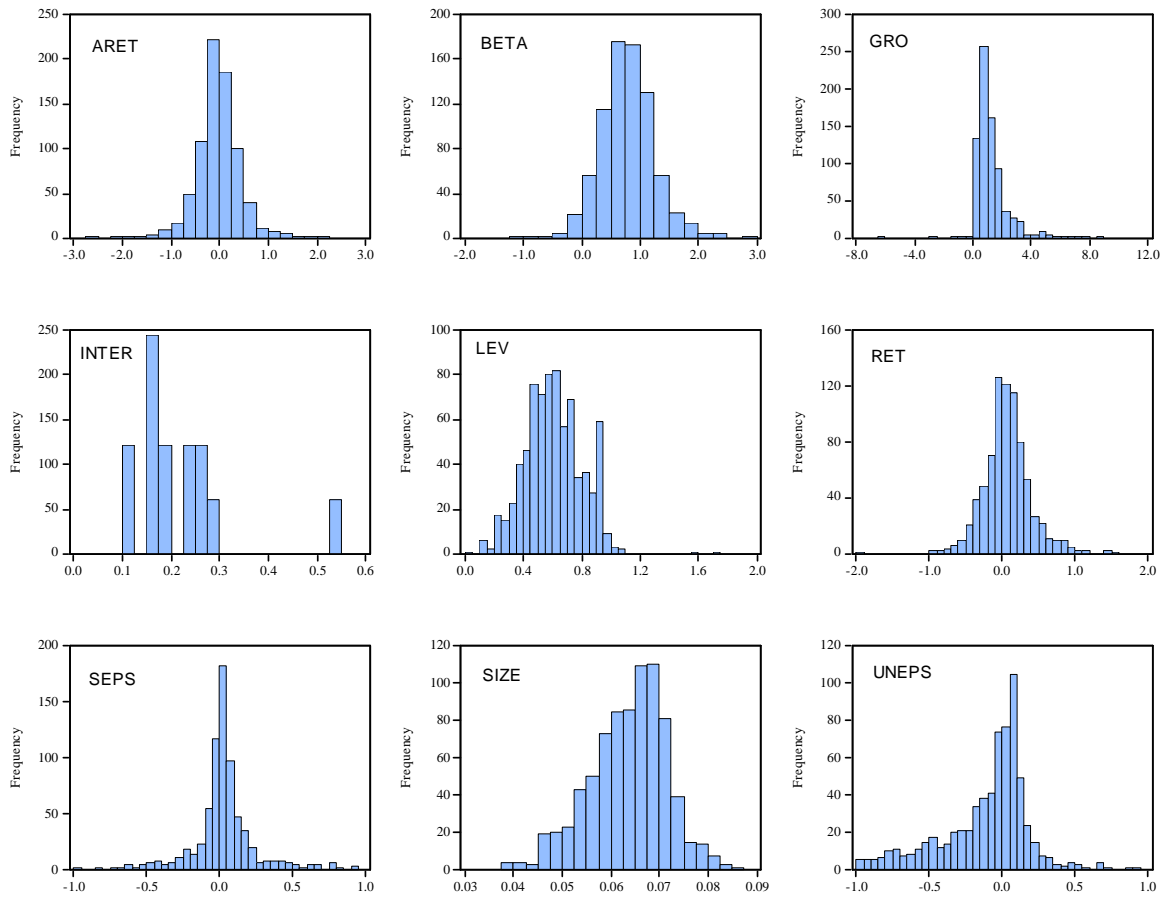 ARET
Frequency
250
200
150
100
50
0
-3.0 -2.0 -1.0 0.0 1.0 2.0 3.0
BETA
Frequency
200
160
120
80
40
0
-2.0 -1.0 0.0 1.0 2.0 3.0
GRO
Frequency
300
250
200
150
100
50
0
-8.0 -4.0 0.0 4.0 8.0 12.0
INTER
Frequency
250
200
150
100
50
0
0.0 0.1 0.2 0.3 0.4 0.5 0.6
LEV
Frequency
100
80
60
40
20
0
0.0 0.4 0.8 1.2 1.6 2.0
RET
Frequency
160
120
80
40
0
-2.0 -1.0 0.0 1.0 2.0
SEPS
Frequency
200
150
100
50
0
-1.0 -0.5 0.0 0.5 1.0
SIZE
Frequency
120
100
80
60
40
20
0
0.03 0.04 0.05 0.06 0.07 0.08 0.09
UNEPS
Frequency
120
100
80
60
40
20
0
-1.0 -0.5 0.0 0.5 1.0